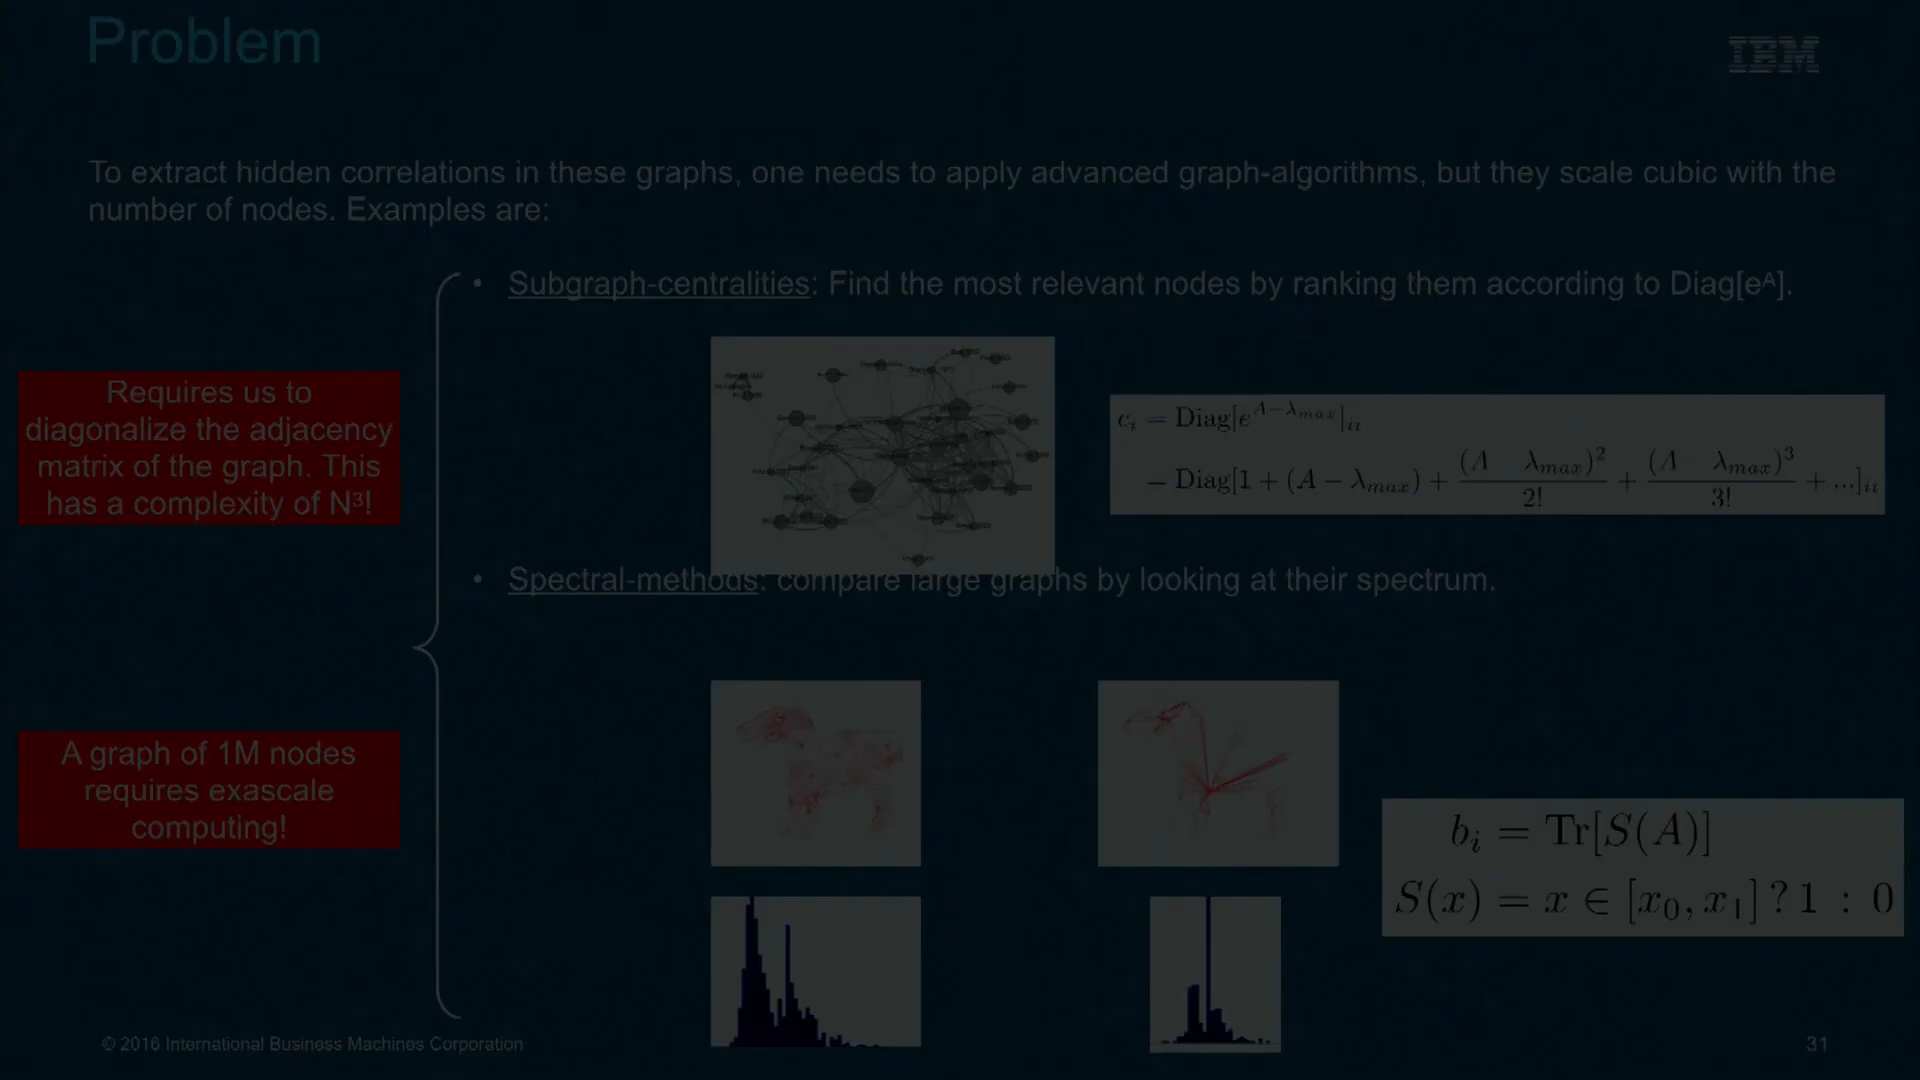 Problem
IBM
To extract hidden correlations in these graphs, one needs to apply advanced graph-algorithms, but they scale cubic with the
number of nodes. Examples are:
• Subgraph-centralities: Find the most relevant nodes by ranking them according to Diag[eᴬ].
Requires us to
diagonalize the adjacency
matrix of the graph. This
has a complexity of N³!
c_i = Diag[e^{A−λ_max}]_ii
= Diag[1 + (A − λ_max) + (A − λ_max)²/2! + (A − λ_max)³/3! + ...]_ii
• Spectral-methods: compare large graphs by looking at their spectrum.
A graph of 1M nodes
requires exascale
computing!
b_i = Tr[S(A)]
S(x) = x ∈ [x₀, x₁] ? 1 : 0
© 2016 International Business Machines Corporation
31